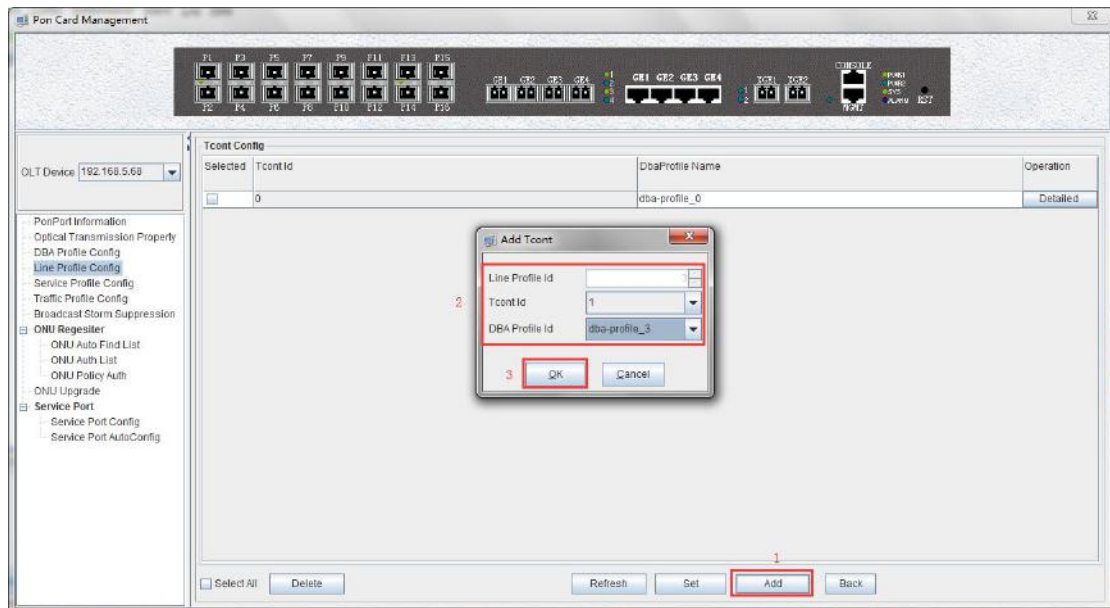 Pon Card Management
P1 P3 P5 P7 P9 P11 P13 P15
P2 P4 P6 P8 P10 P12 P14 P16
GE1 GE2 GE3 GE4
GE1 GE2 GE3 GE4
CONSOLE
MGMT
SYS
RST
OLT Device 192.168.5.68
PonPort Information
Optical Transmission Property
DBA Profile Config
Line Profile Config
Service Profile Config
Traffic Profile Config
Broadcast Storm Suppression
ONU Regesiter
ONU Auto Find List
ONU Auth List
ONU Policy Auth
ONU Upgrade
Service Port
Service Port Config
Service Port AutoConfig
Tcont Config
Selected Tcont Id DbaProfile Name Operation
0 dba-profile_0 Detailed
Add Tcont
Line Profile Id
2 Tcont Id 1
DBA Profile Id dba-profile_3
3 OK Cancel
1
Select All Delete Refresh Set Add Back